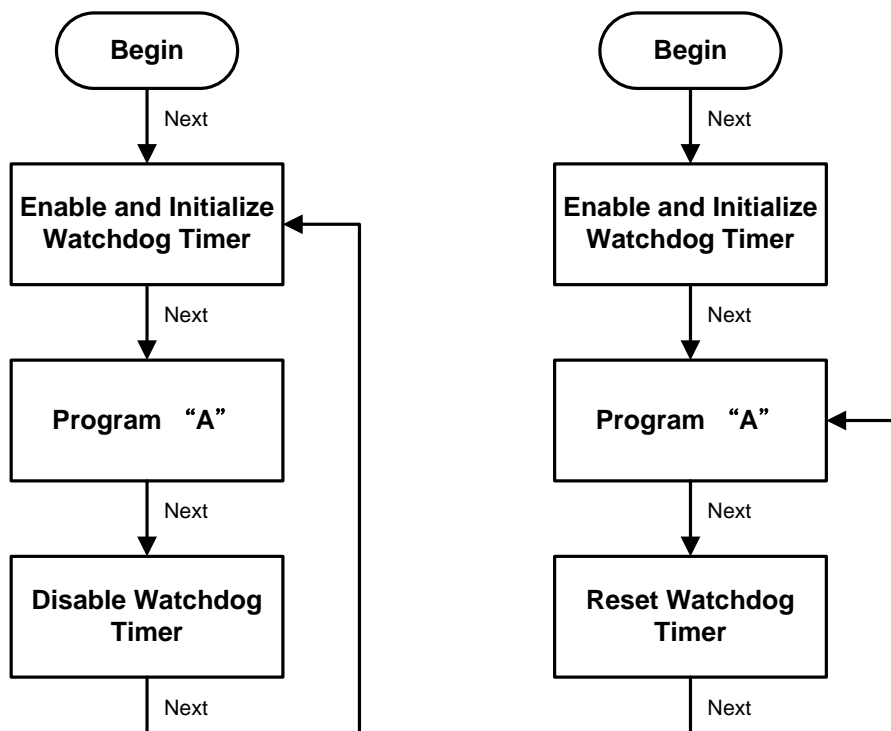 Begin
Next
Enable and Initialize
Watchdog Timer
Next
Program “A”
Next
Disable Watchdog
Timer
Next
Begin
Next
Enable and Initialize
Watchdog Timer
Next
Program “A”
Next
Reset Watchdog
Timer
Next